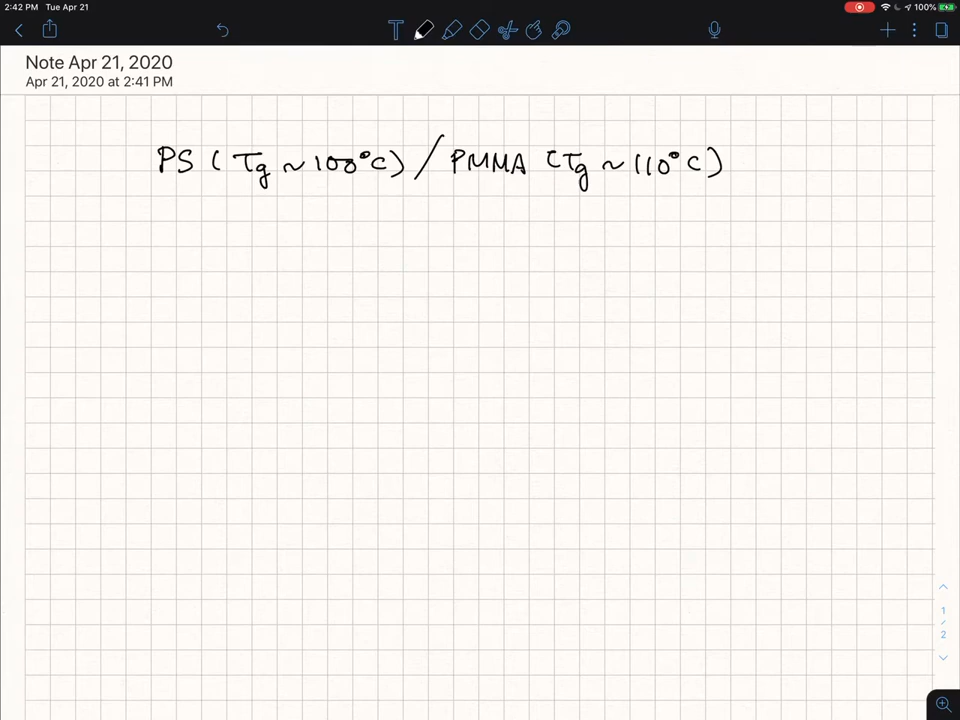 2:42 PM Tue Apr 21 100%
T
Note Apr 21, 2020
Apr 21, 2020 at 2:41 PM
PS (Tg ~ 100°C) / PMMA (Tg ~ 110°C)
1
/
2